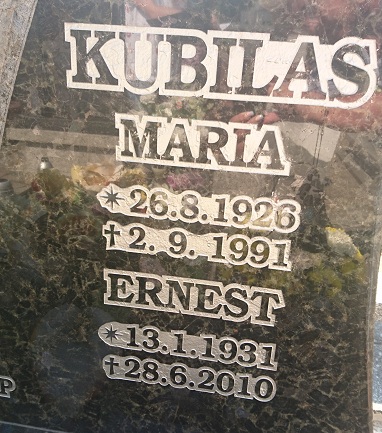 KUBILAS
MARIA
* 26.8.1926
† 2. 9. 1991
ERNEST
* 13.1.1931
† 28.6.2010
P